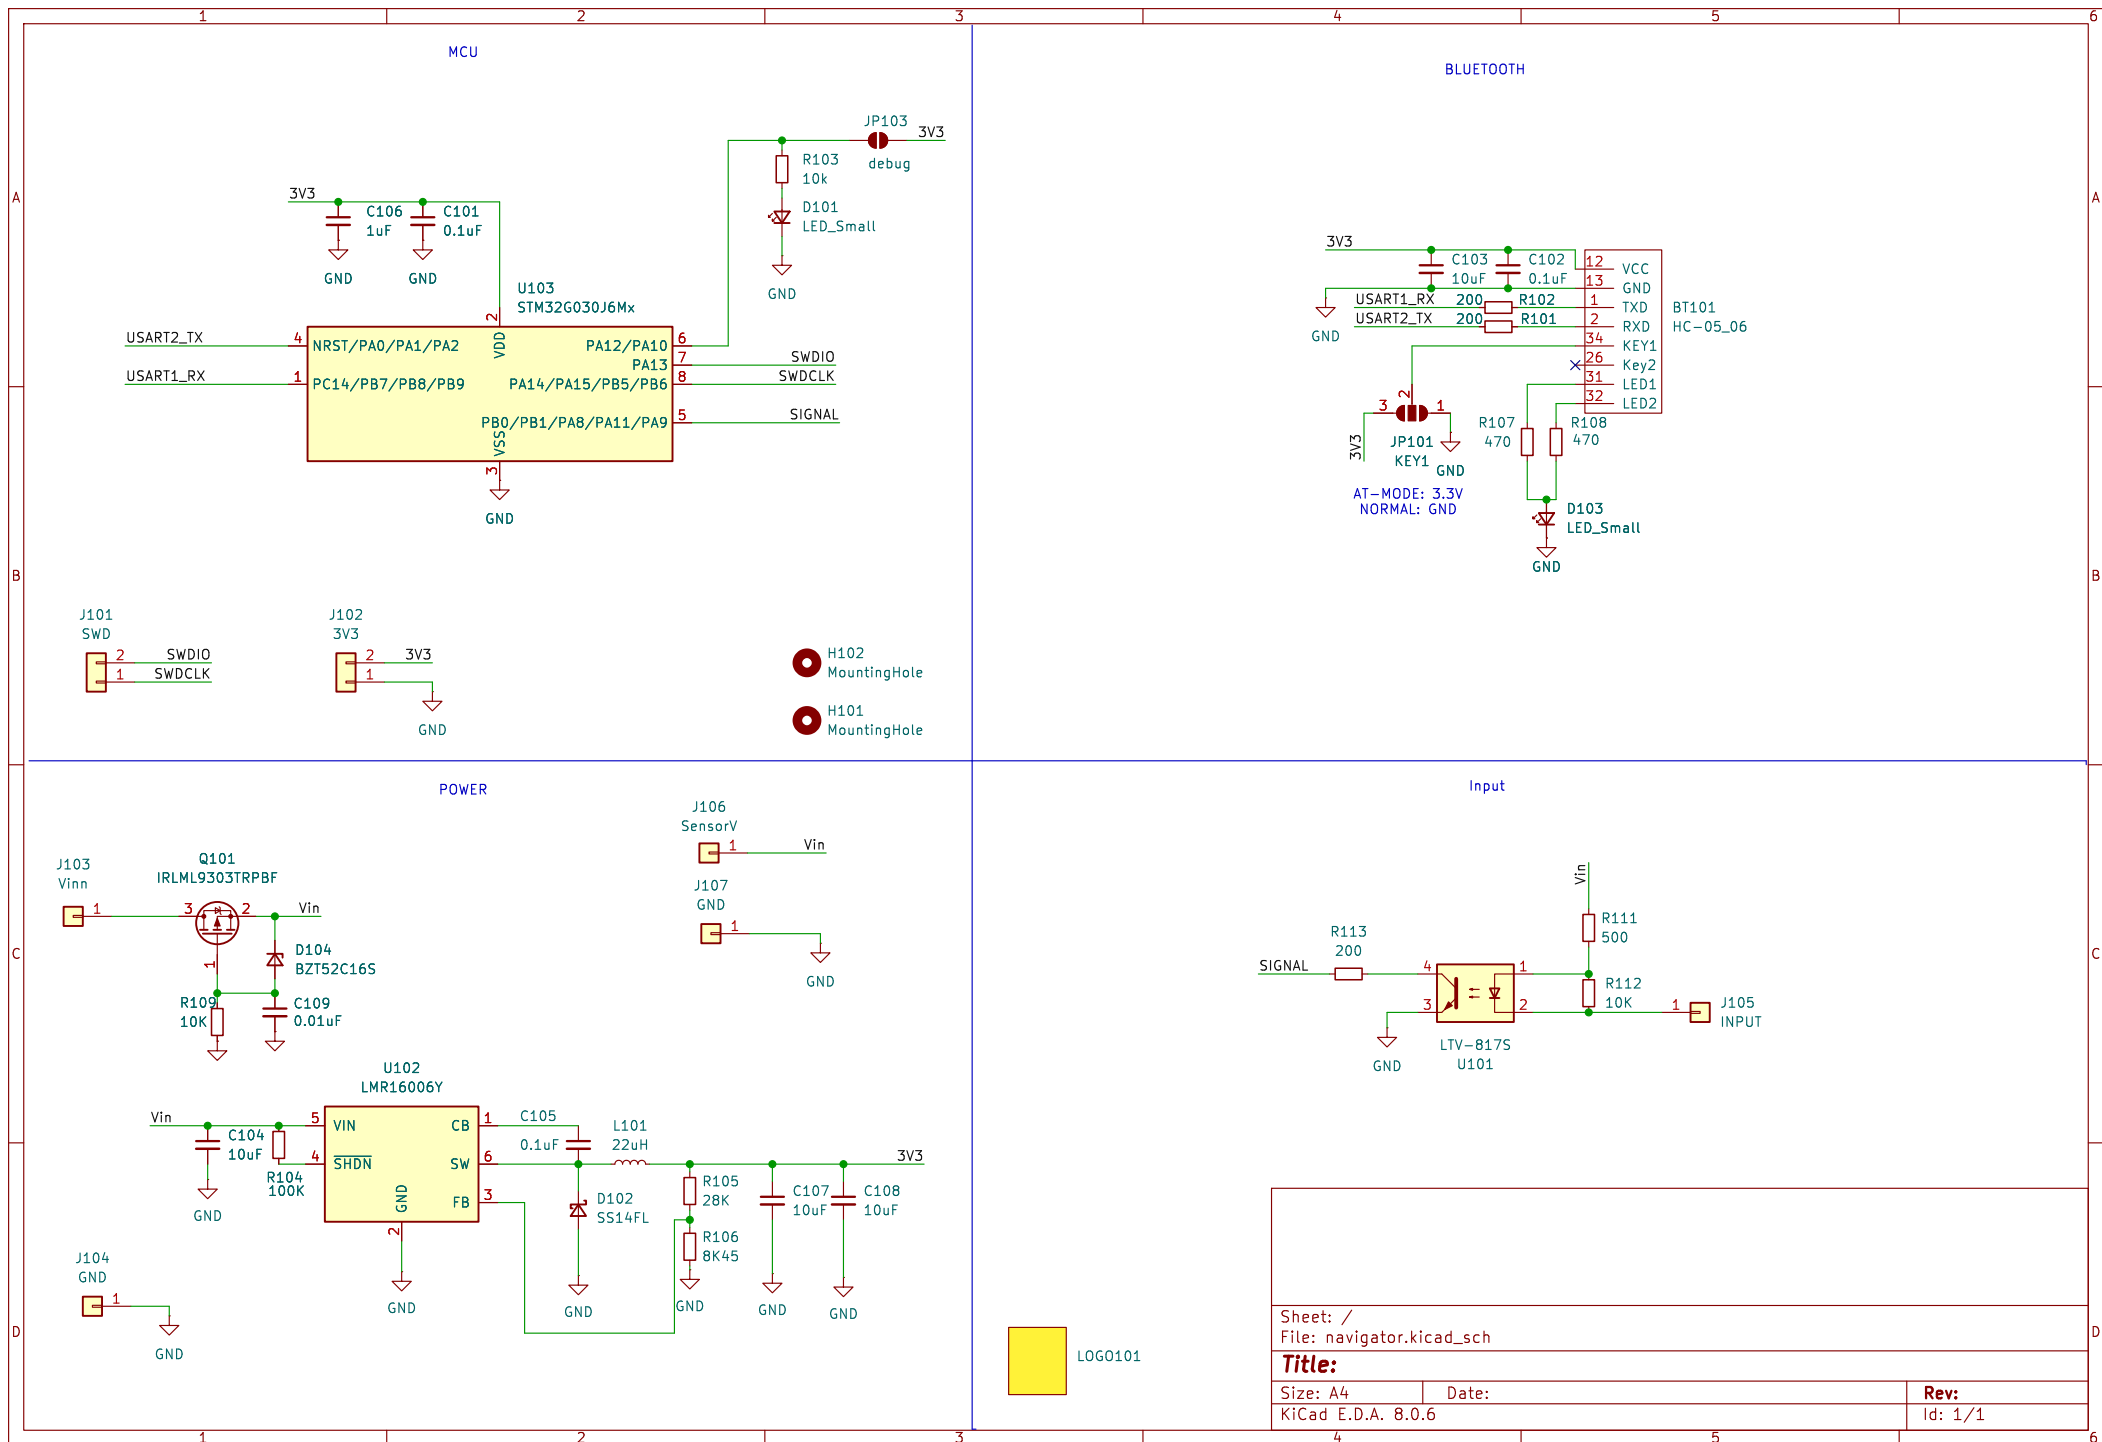 1 2 3 4 5 6
A A
B B
C C
D D
1 2 3 4 5 6
MCU
JP103
3V3
debug
R103
10k
D101
LED_Small
GND
3V3
C106
1uF
C101
0.1uF
GND
GND
U103
STM32G030J6Mx
2
VDD
USART2_TX
4
NRST/PA0/PA1/PA2
USART1_RX
1
PC14/PB7/PB8/PB9
PA12/PA10
6
PA13
7
SWDIO
PA14/PA15/PB5/PB6
8
SWDCLK
PB0/PB1/PA8/PA11/PA9
5
SIGNAL
VSS
3
GND
J101
SWD
2
SWDIO
1
SWDCLK
J102
3V3
2
3V3
1
GND
H102
MountingHole
H101
MountingHole
BLUETOOTH
3V3
C103
10uF
C102
0.1uF
GND
USART1_RX
200
R102
USART2_TX
200
R101
12
VCC
13
GND
1
TXD
2
RXD
34
KEY1
26
Key2
31
LED1
32
LED2
BT101
HC-05_06
2
3
1
3V3
JP101
KEY1
GND
AT-MODE: 3.3V
NORMAL: GND
R107
470
R108
470
D103
LED_Small
GND
POWER
J103
Vinn
1
Q101
IRLML9303TRPBF
3
2
1
Vin
D104
BZT52C16S
R109
10K
C109
0.01uF
J106
SensorV
1
Vin
J107
GND
1
GND
U102
LMR16006Y
Vin
C104
10uF
GND
R104
100K
5
VIN
4
SHDN
GND
2
GND
CB
1
SW
6
FB
3
C105
0.1uF
L101
22uH
3V3
D102
SS14FL
GND
R105
28K
R106
8K45
GND
C107
10uF
GND
C108
10uF
GND
J104
GND
1
GND
Input
Vin
R111
500
R112
10K
R113
200
SIGNAL
4
3
1
2
GND
LTV-817S
U101
1
J105
INPUT
LOGO101
Sheet: /
File: navigator.kicad_sch
Title:
Size: A4
Date:
Rev:
KiCad E.D.A. 8.0.6
Id: 1/1